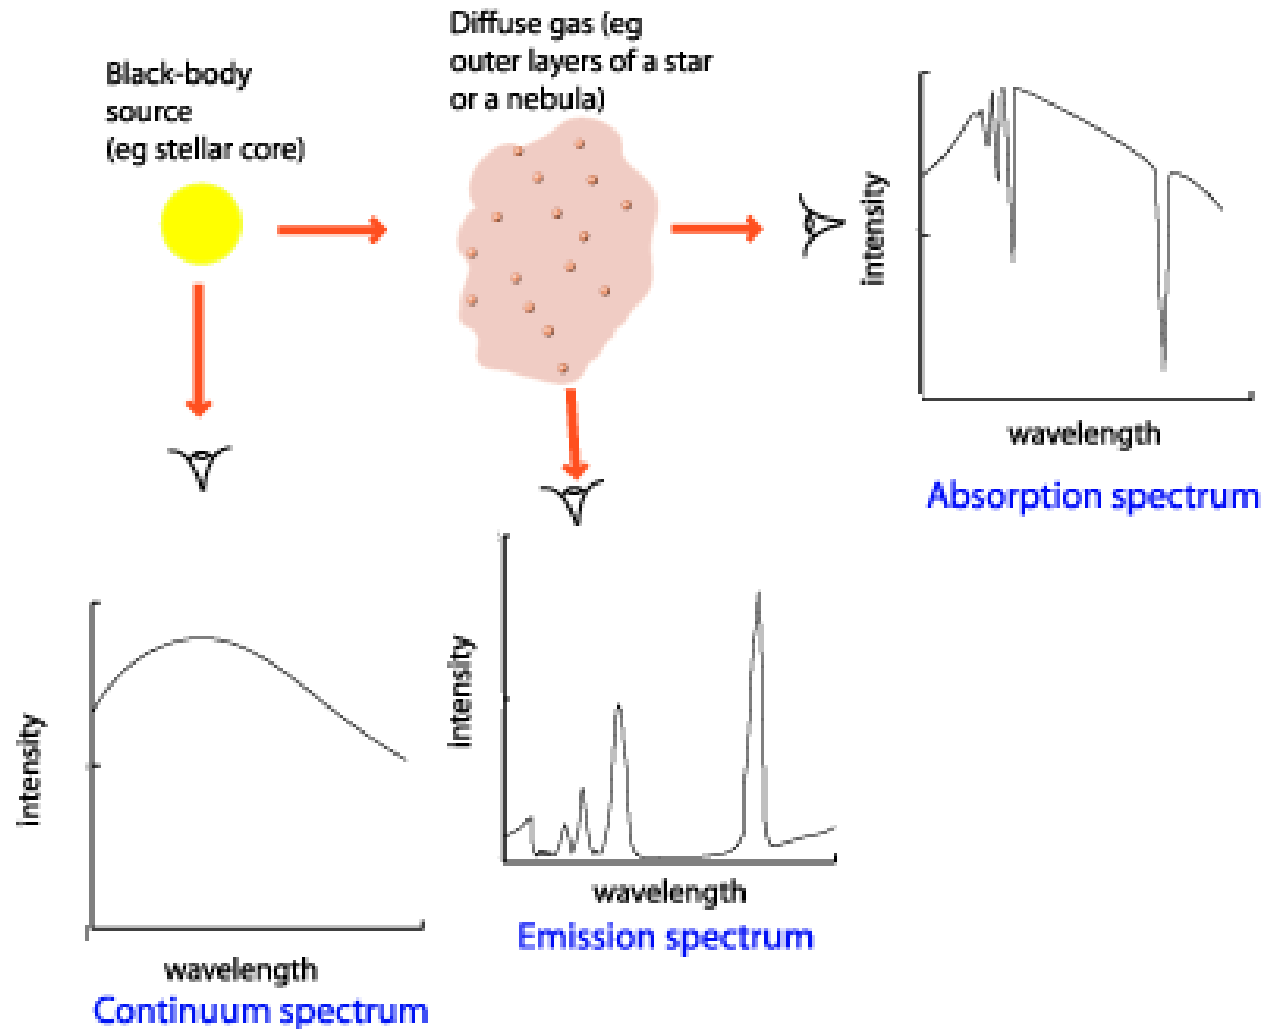 Black-body
source
(eg stellar core)
Diffuse gas (eg
outer layers of a star
or a nebula)
intensity
wavelength
Absorption spectrum
intensity
wavelength
Emission spectrum
intensity
wavelength
Continuum spectrum